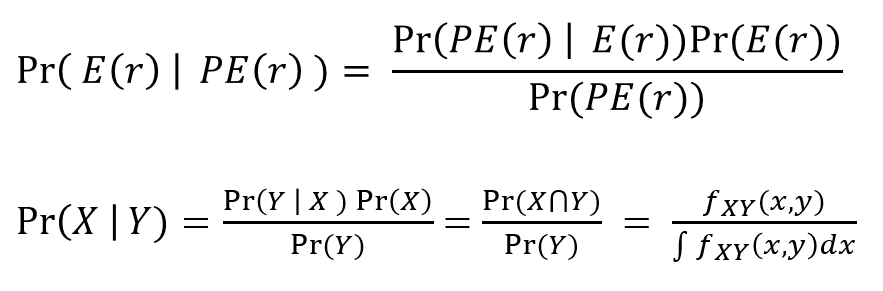 Pr( E(r) | PE(r) ) = Pr(PE(r) | E(r))Pr(E(r)) / Pr(PE(r))
Pr(X | Y) = Pr(Y | X ) Pr(X) / Pr(Y) = Pr(X∩Y) / Pr(Y) = f_XY(x,y) / ∫ f_XY(x,y)dx